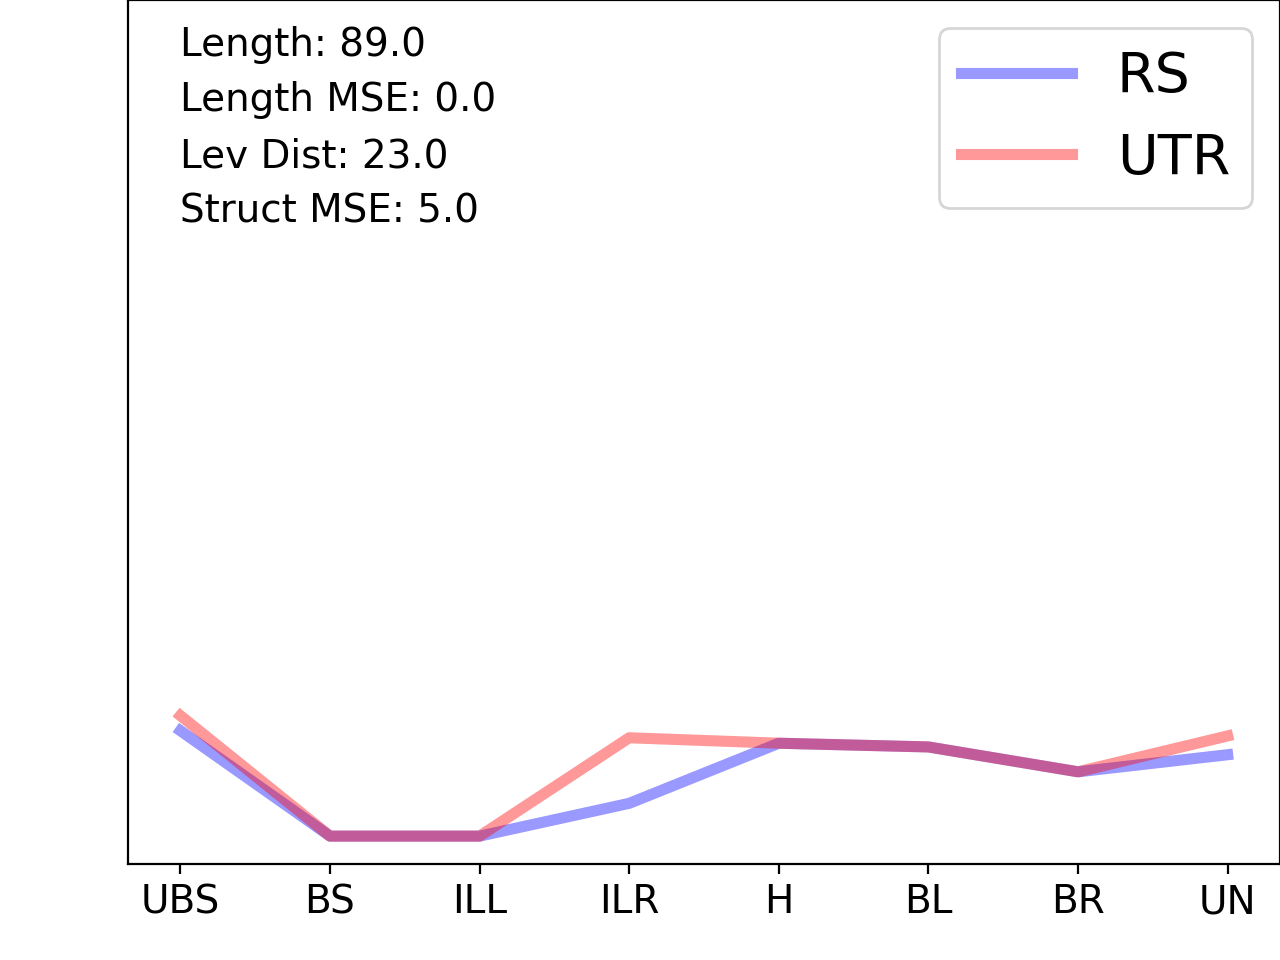 Length: 89.0
Length MSE: 0.0
Lev Dist: 23.0
Struct MSE: 5.0
RS
UTR
UBS BS ILL ILR H BL BR UN